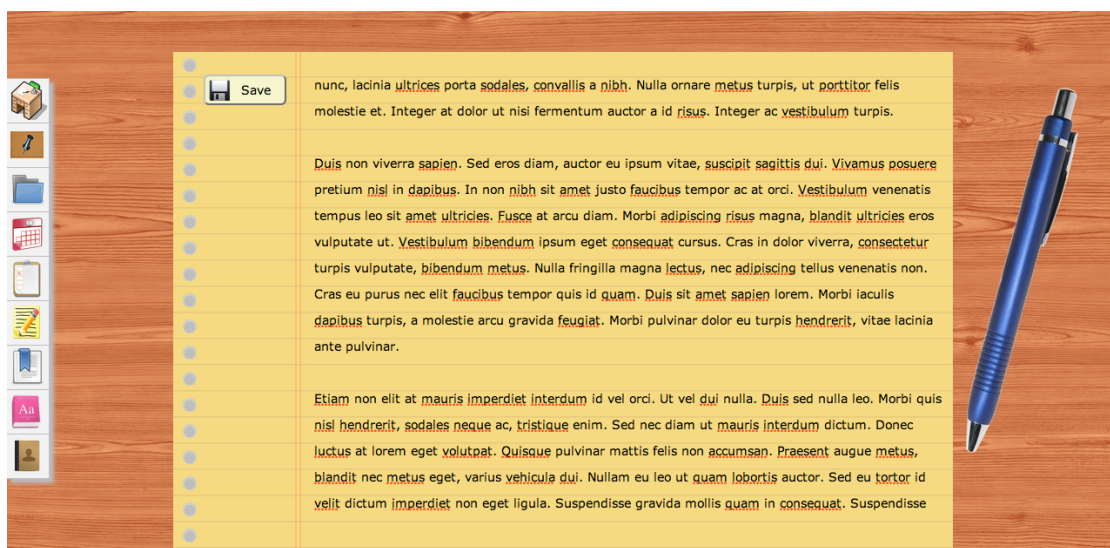 Save
nunc, lacinia ultrices porta sodales, convallis a nibh. Nulla ornare metus turpis, ut porttitor felis
molestie et. Integer at dolor ut nisi fermentum auctor a id risus. Integer ac vestibulum turpis.
Duis non viverra sapien. Sed eros diam, auctor eu ipsum vitae, suscipit sagittis dui. Vivamus posuere
pretium nisl in dapibus. In non nibh sit amet justo faucibus tempor ac at orci. Vestibulum venenatis
tempus leo sit amet ultricies. Fusce at arcu diam. Morbi adipiscing risus magna, blandit ultricies eros
vulputate ut. Vestibulum bibendum ipsum eget consequat cursus. Cras in dolor viverra, consectetur
turpis vulputate, bibendum metus. Nulla fringilla magna lectus, nec adipiscing tellus venenatis non.
Cras eu purus nec elit faucibus tempor quis id quam. Duis sit amet sapien lorem. Morbi iaculis
dapibus turpis, a molestie arcu gravida feugiat. Morbi pulvinar dolor eu turpis hendrerit, vitae lacinia
ante pulvinar.
Etiam non elit at mauris imperdiet interdum id vel orci. Ut vel dui nulla. Duis sed nulla leo. Morbi quis
nisl hendrerit, sodales neque ac, tristique enim. Sed nec diam ut mauris interdum dictum. Donec
luctus at lorem eget volutpat. Quisque pulvinar mattis felis non accumsan. Praesent augue metus,
Aa
blandit nec metus eget, varius vehicula dui. Nullam eu leo ut quam lobortis auctor. Sed eu tortor id
velit dictum imperdiet non eget ligula. Suspendisse gravida mollis quam in consequat. Suspendisse